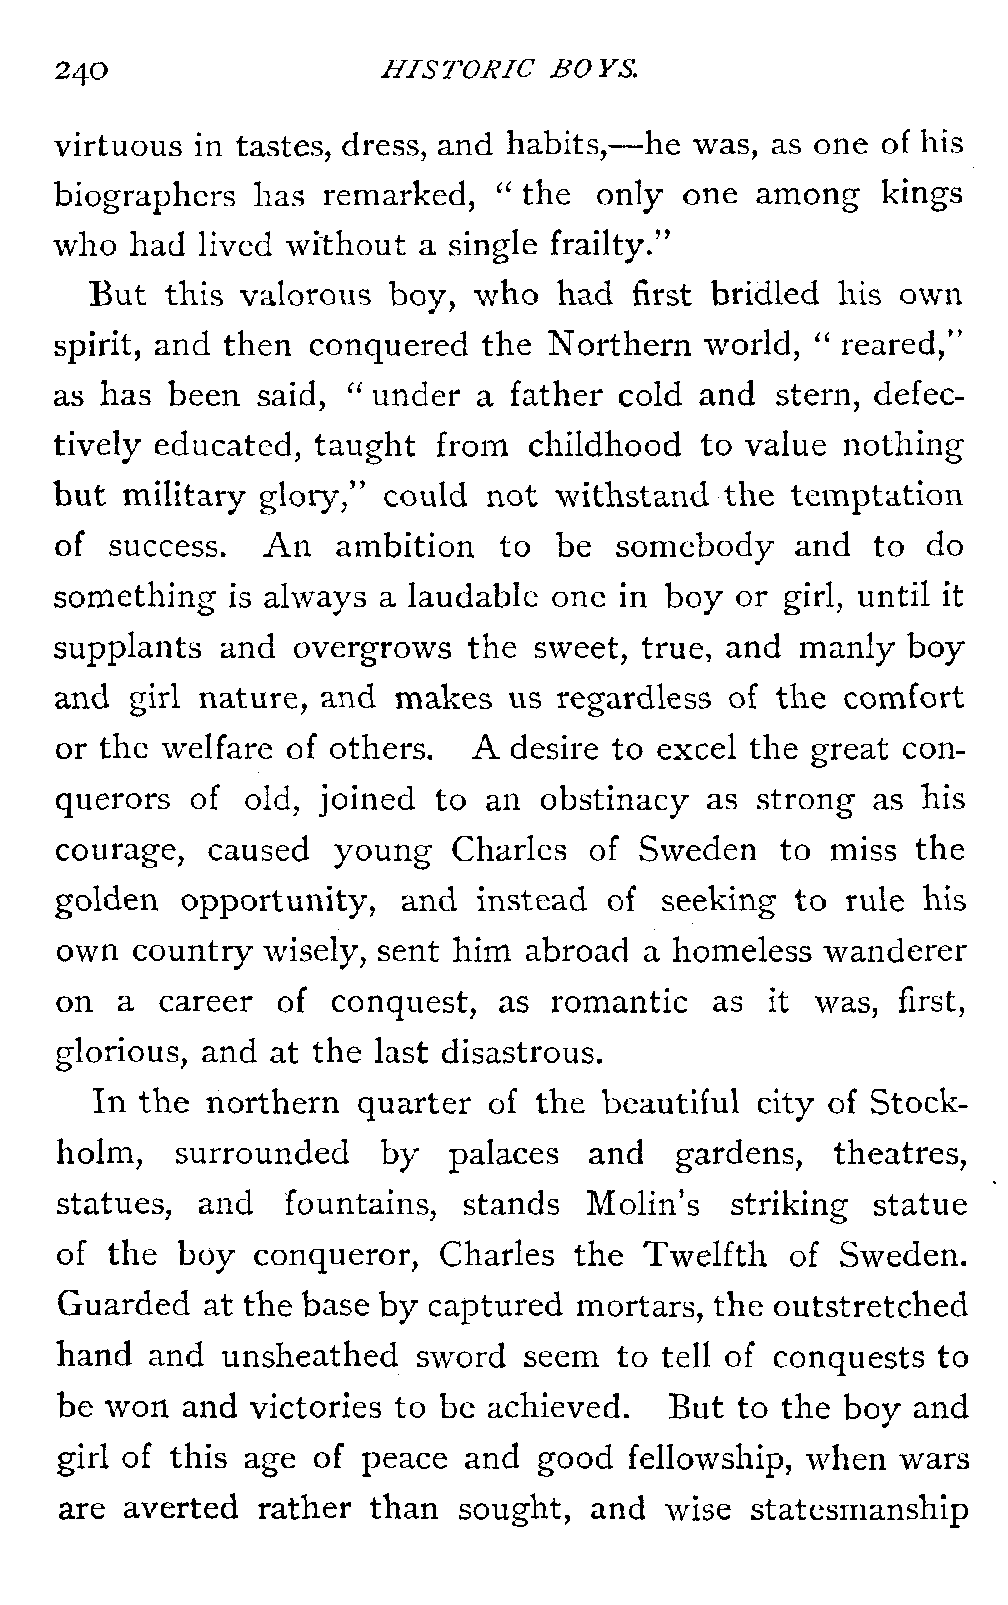 240 HISTORIC BOYS.
virtuous in tastes, dress, and habits,—he was, as one of his
biographers has remarked, "the only one among kings
who had lived without a single frailty."
But this valorous boy, who had first bridled his own
spirit, and then conquered the Northern world, "reared,"
as has been said, "under a father cold and stern, defec-
tively educated, taught from childhood to value nothing
but military glory," could not withstand the temptation
of success. An ambition to be somebody and to do
something is always a laudable one in boy or girl, until it
supplants and overgrows the sweet, true, and manly boy
and girl nature, and makes us regardless of the comfort
or the welfare of others. A desire to excel the great con-
querors of old, joined to an obstinacy as strong as his
courage, caused young Charles of Sweden to miss the
golden opportunity, and instead of seeking to rule his
own country wisely, sent him abroad a homeless wanderer
on a career of conquest, as romantic as it was, first,
glorious, and at the last disastrous.
In the northern quarter of the beautiful city of Stock-
holm, surrounded by palaces and gardens, theatres,
statues, and fountains, stands Molin's striking statue
of the boy conqueror, Charles the Twelfth of Sweden.
Guarded at the base by captured mortars, the outstretched
hand and unsheathed sword seem to tell of conquests to
be won and victories to be achieved. But to the boy and
girl of this age of peace and good fellowship, when wars
are averted rather than sought, and wise statesmanship